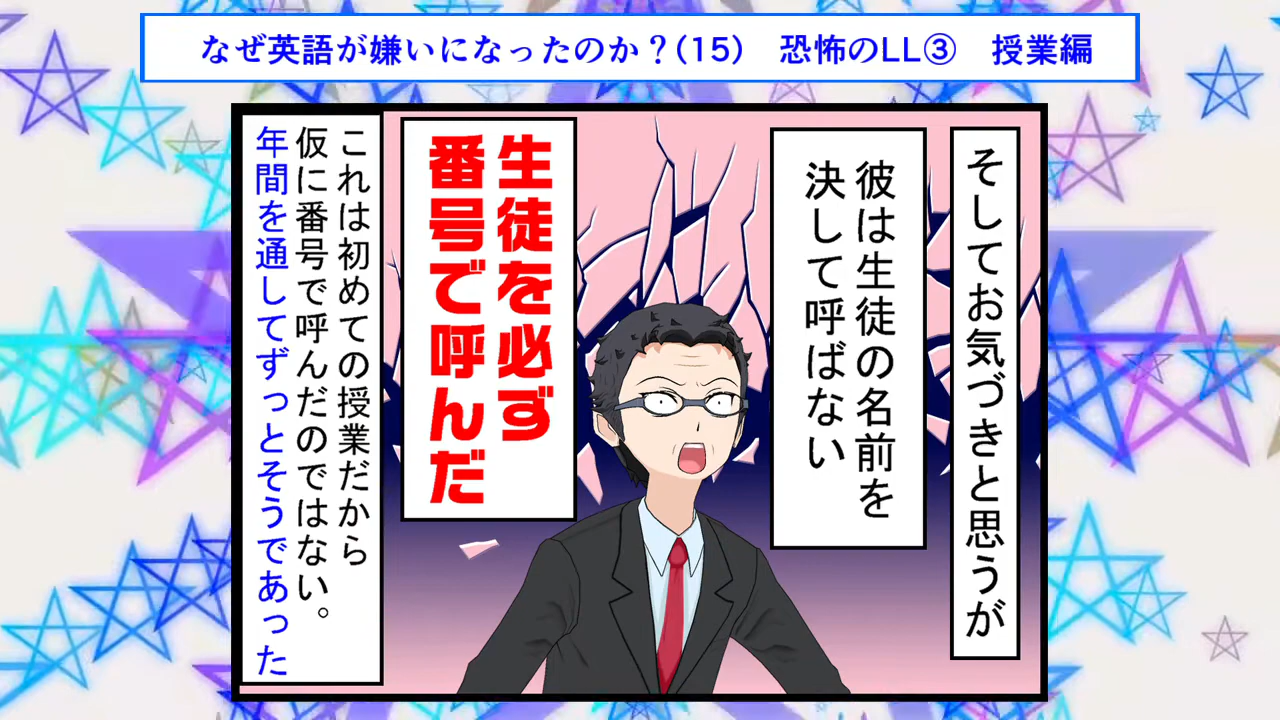 なぜ英語が嫌いになったのか？(15)　恐怖のLL③　授業編
そしてお気づきと思うが
彼は生徒の名前を
決して呼ばない
生徒を必ず
番号で呼んだ
これは初めての授業だから
仮に番号で呼んだのではない。
年間を通してずっとそうであった